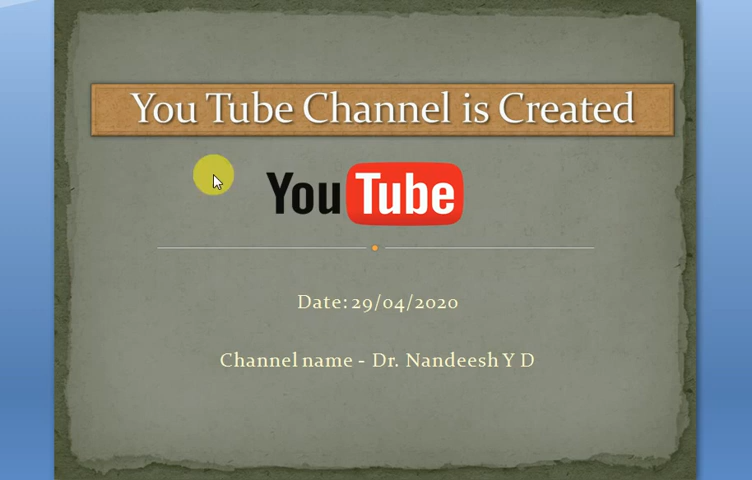 You Tube Channel is Created
YouTube
Date: 29/04/2020
Channel name - Dr. Nandeesh Y D